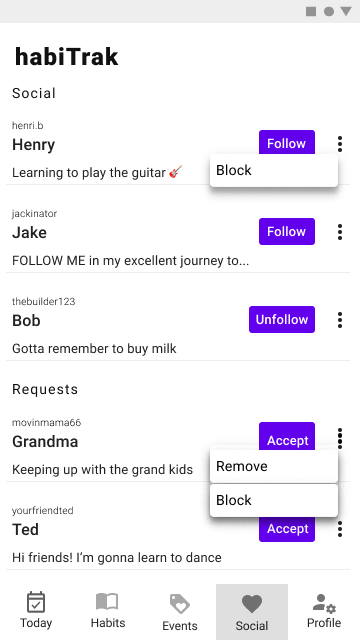 habiTrak
Social
henri.b
Henry
Follow
Block
Learning to play the guitar 🎸
jackinator
Jake
Follow
FOLLOW ME in my excellent journey to...
thebuilder123
Bob
Unfollow
Gotta remember to buy milk
Requests
movinmama66
Grandma
Accept
Keeping up with the grand kids
Remove
Block
yourfriendted
Ted
Accept
Hi friends! I’m gonna learn to dance
Today
Habits
Events
Social
Profile